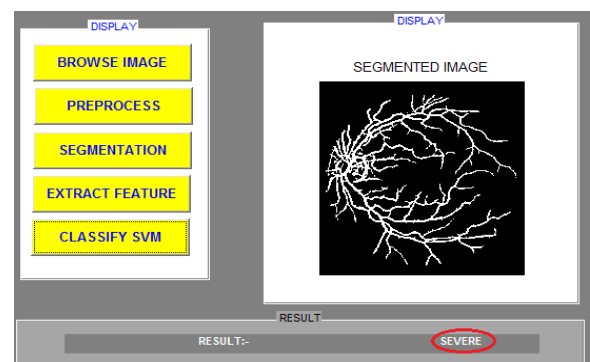 DISPLAY
BROWSE IMAGE
PREPROCESS
SEGMENTATION
EXTRACT FEATURE
CLASSIFY SVM
DISPLAY
SEGMENTED IMAGE
RESULT
RESULT:- SEVERE